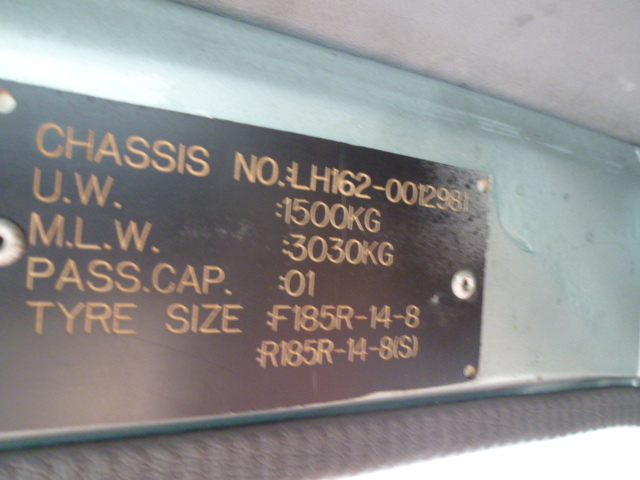 CHASSIS NO.:LH162-0012981
U.W. :1500KG
M.L.W. :3030KG
PASS.CAP. :01
TYRE SIZE :F185R-14-8
:R185R-14-8(S)